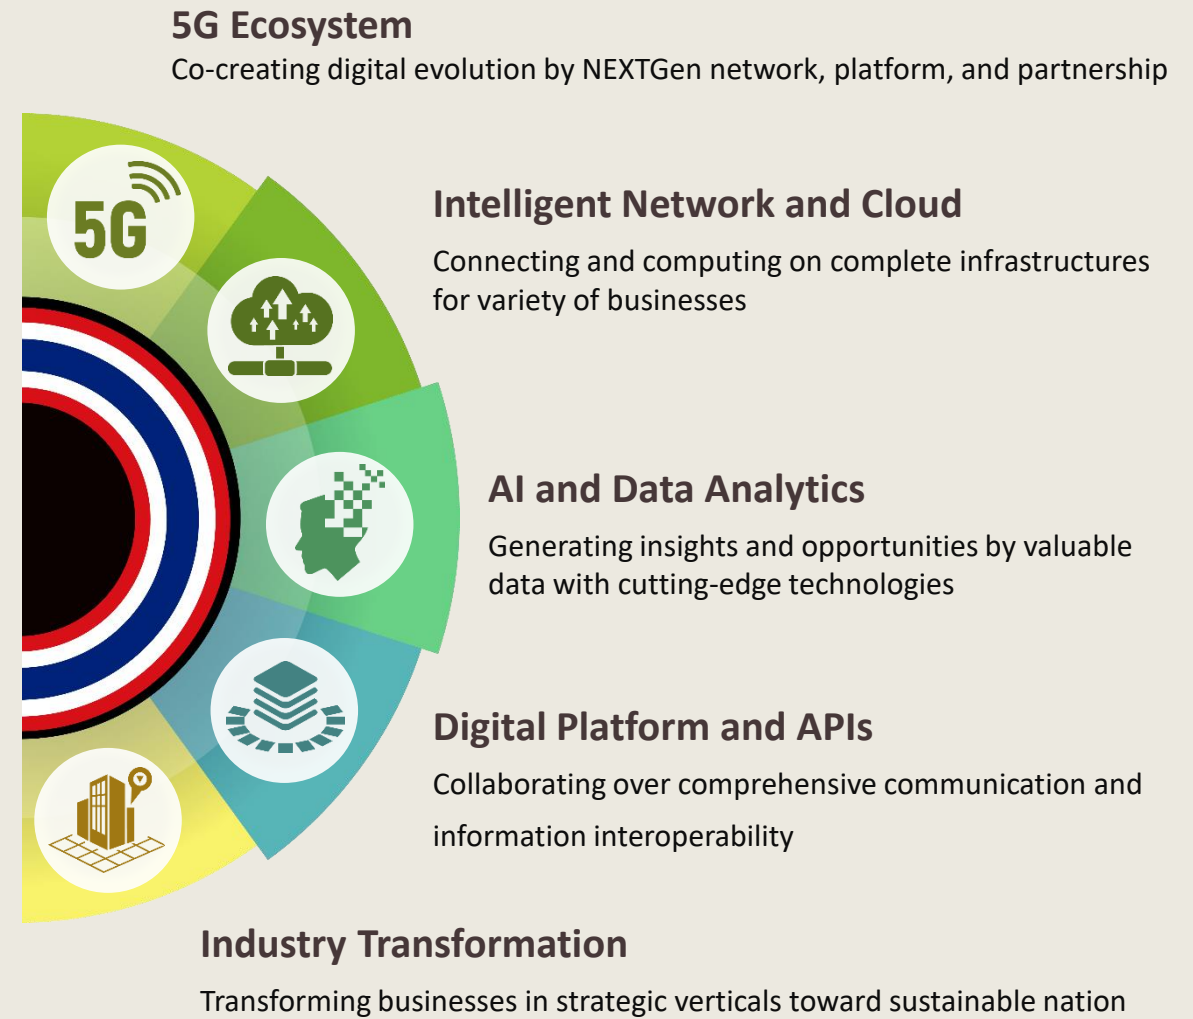 5G Ecosystem
Co-creating digital evolution by NEXTGen network, platform, and partnership
5G
Intelligent Network and Cloud
Connecting and computing on complete infrastructures
for variety of businesses
AI and Data Analytics
Generating insights and opportunities by valuable
data with cutting-edge technologies
Digital Platform and APIs
Collaborating over comprehensive communication and
information interoperability
Industry Transformation
Transforming businesses in strategic verticals toward sustainable nation